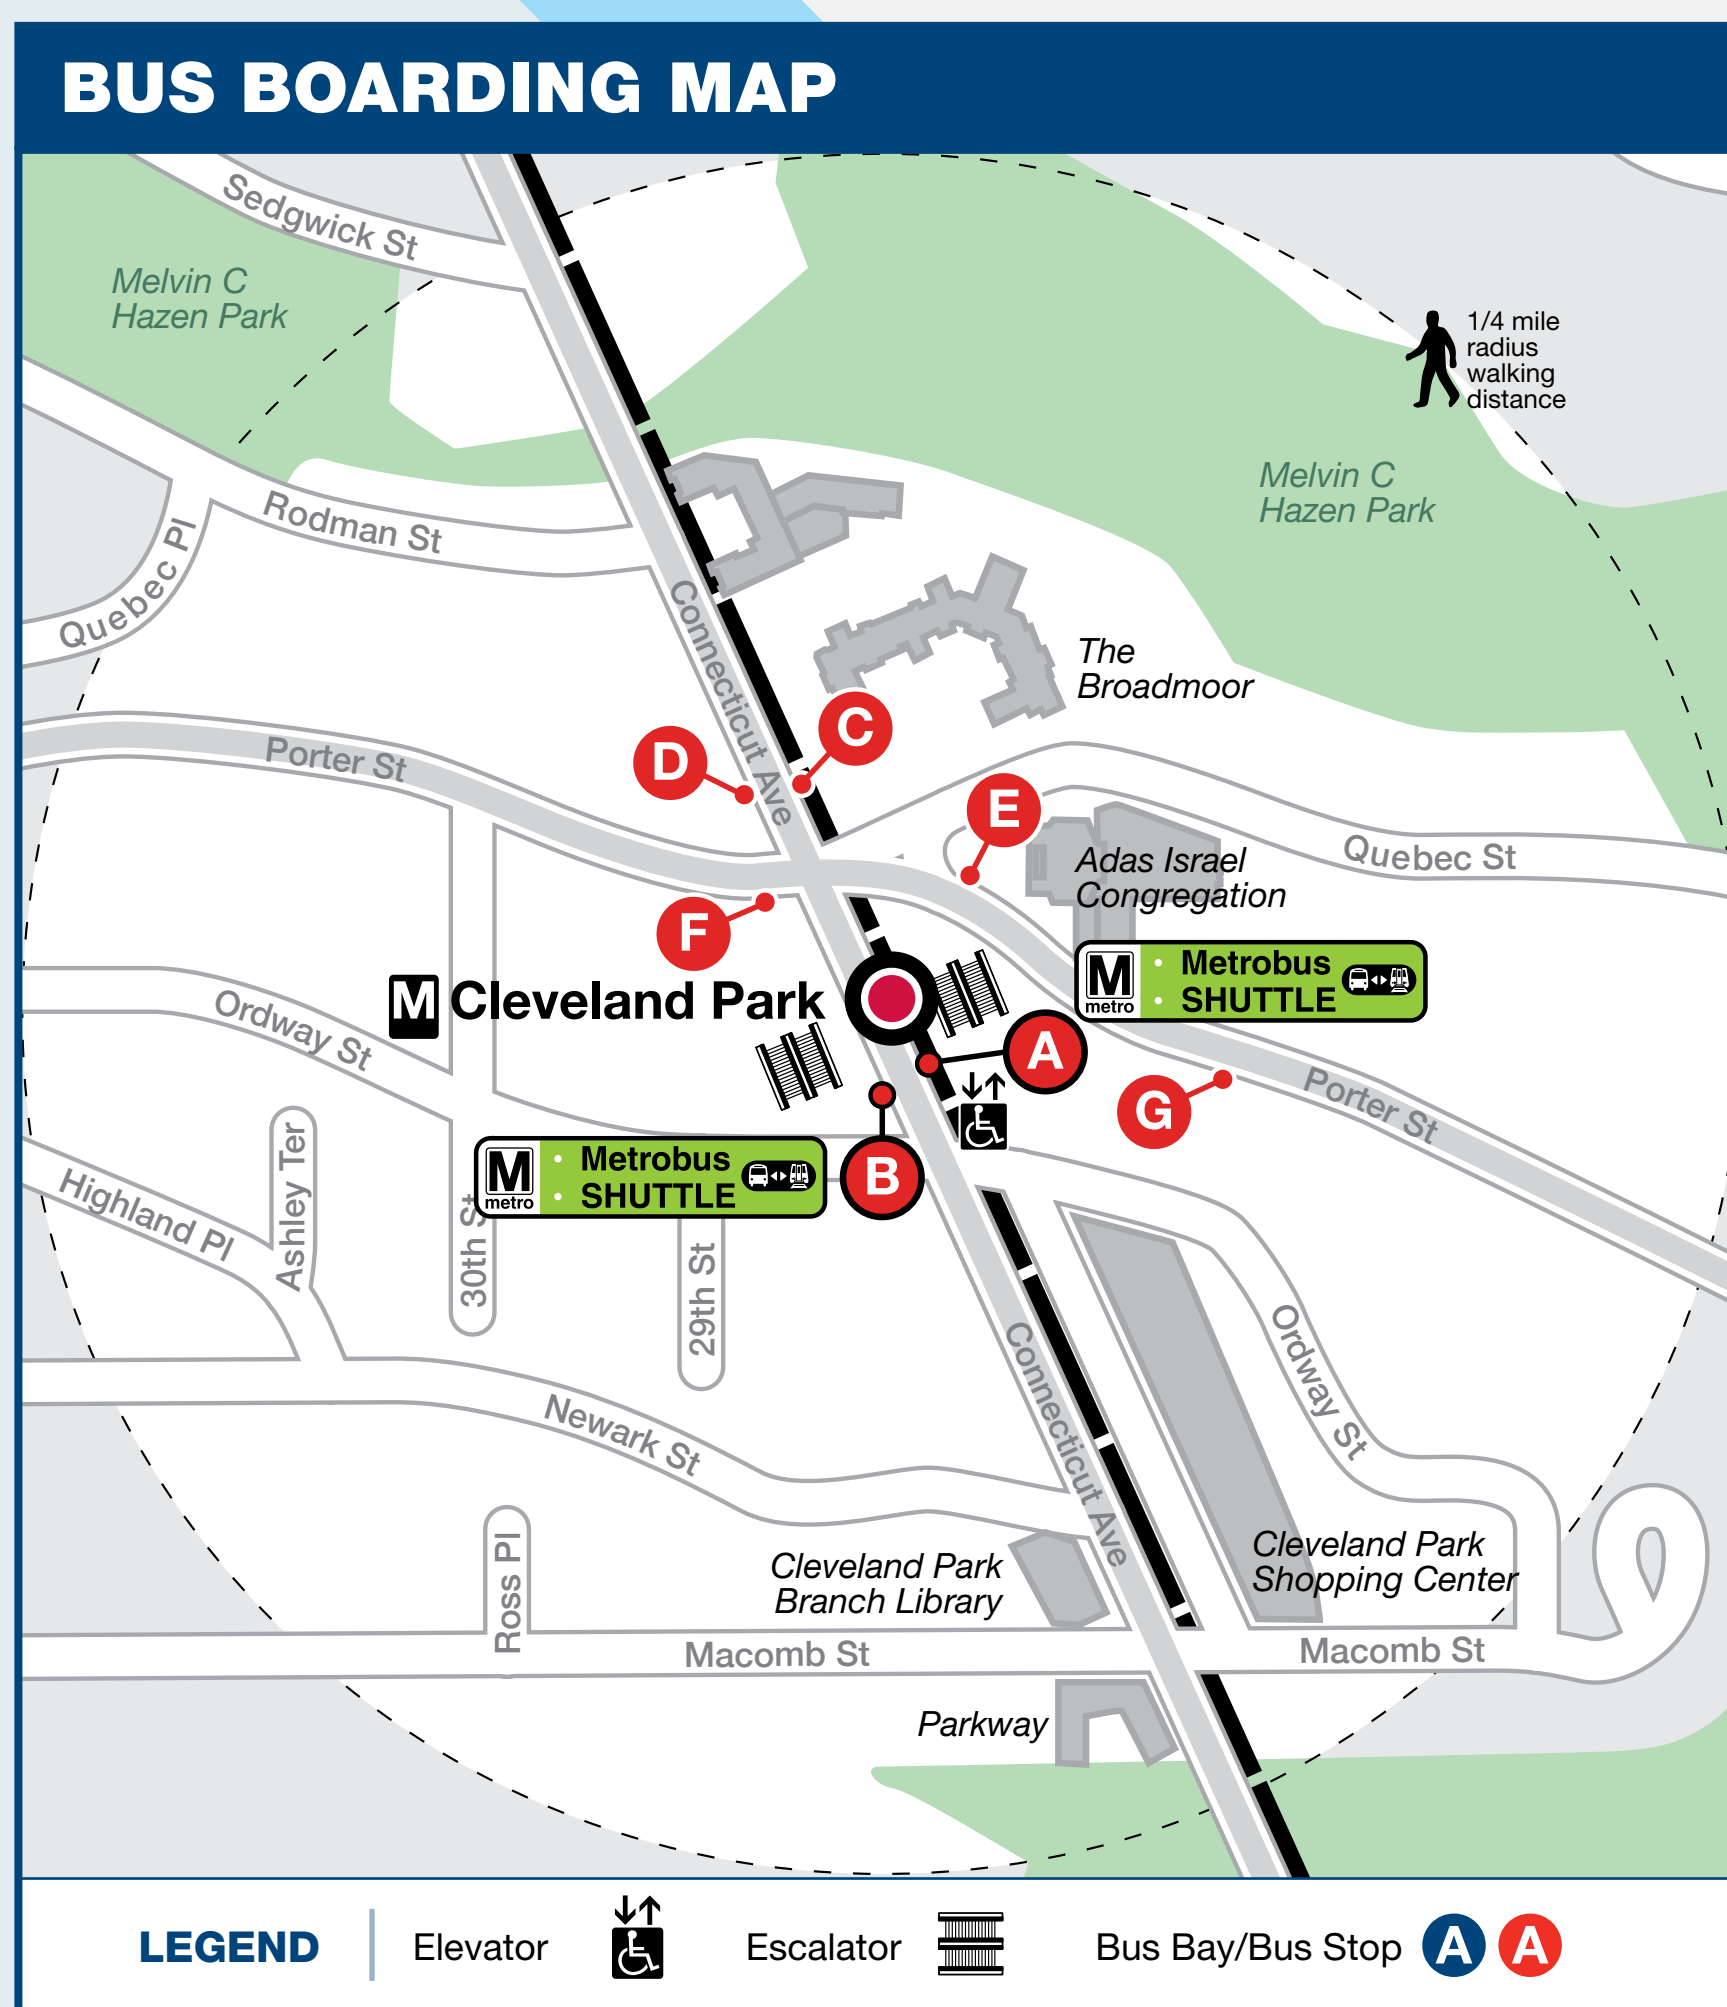 BUS BOARDING MAP
Sedgwick St
Melvin C
Hazen Park
1/4 mile
radius
walking
distance
Melvin C
Hazen Park
Rodman St
Quebec Pl
Connecticut Ave
The
Broadmoor
C
D
Porter St
E
Quebec St
Adas Israel
Congregation
F
M
metro
Metrobus
SHUTTLE
M Cleveland Park
Ordway St
A
G
Porter St
M
metro
Metrobus
SHUTTLE
B
Highland Pl
Ashley Ter
30th St
29th St
Connecticut Ave
Ordway St
Newark St
Ross Pl
Cleveland Park
Branch Library
Cleveland Park
Shopping Center
Macomb St
Macomb St
Parkway
LEGEND
Elevator
Escalator
Bus Bay/Bus Stop A A